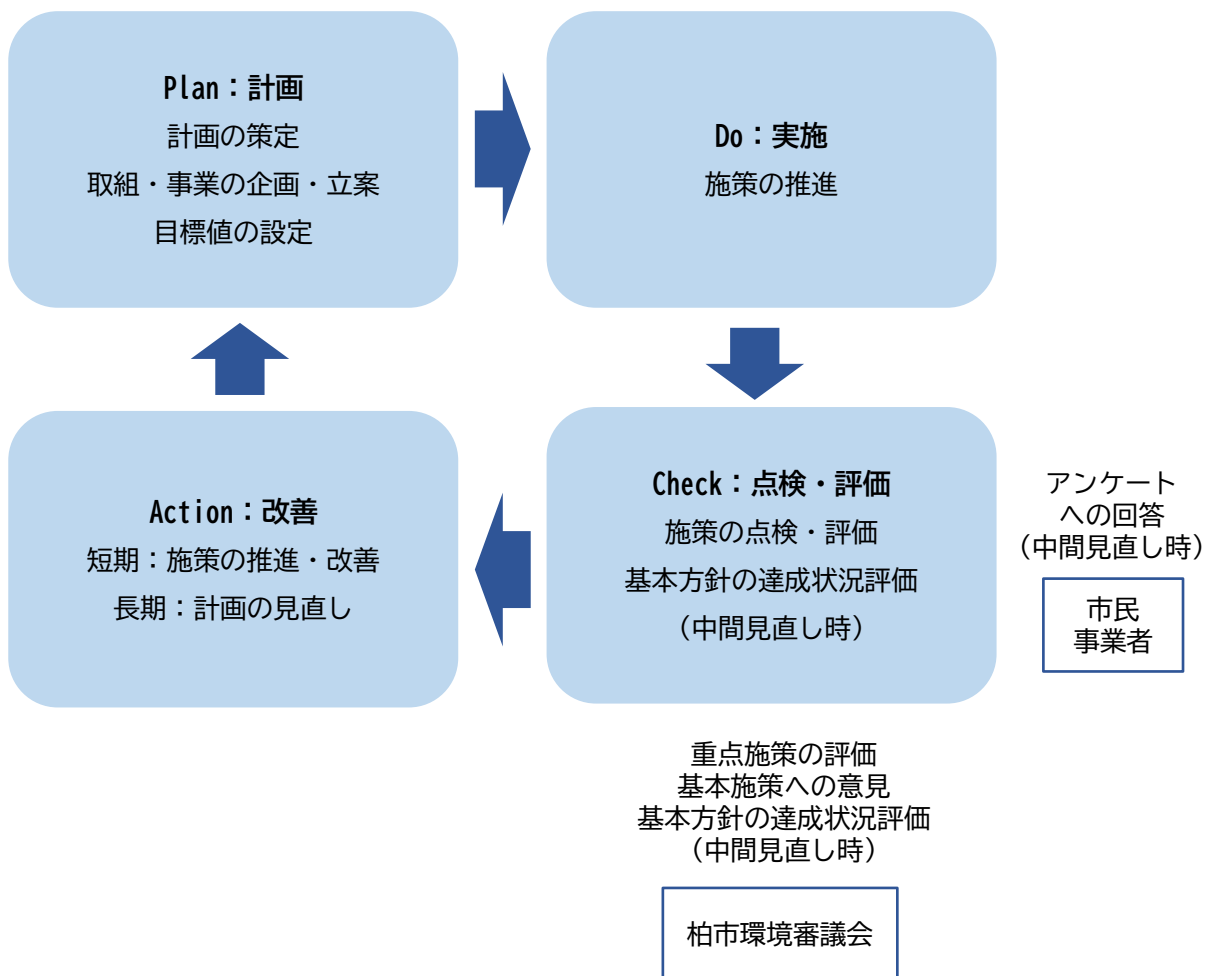 Plan：計画
計画の策定
取組・事業の企画・立案
目標値の設定
Do：実施
施策の推進
Action：改善
短期：施策の推進・改善
長期：計画の見直し
Check：点検・評価
施策の点検・評価
基本方針の達成状況評価
（中間見直し時）
アンケート
への回答
（中間見直し時）
市民
事業者
重点施策の評価
基本施策への意見
基本方針の達成状況評価
（中間見直し時）
柏市環境審議会